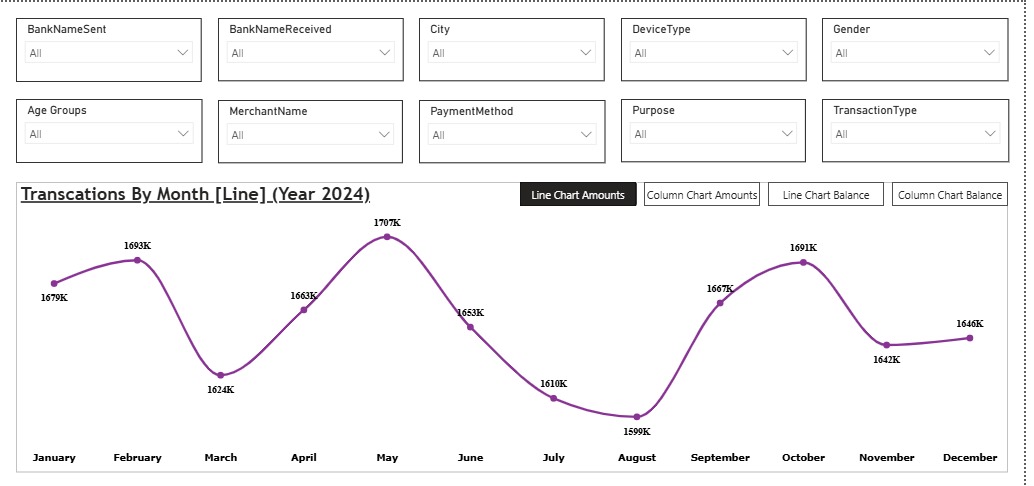 BankNameSent
All
BankNameReceived
All
City
All
DeviceType
All
Gender
All
Age Groups
All
MerchantName
All
PaymentMethod
All
Purpose
All
TransactionType
All
Transcations By Month [Line] (Year 2024)
Line Chart Amounts
Column Chart Amounts
Line Chart Balance
Column Chart Balance
1679K
1693K
1624K
1663K
1707K
1653K
1610K
1599K
1667K
1691K
1642K
1646K
January
February
March
April
May
June
July
August
September
October
November
December